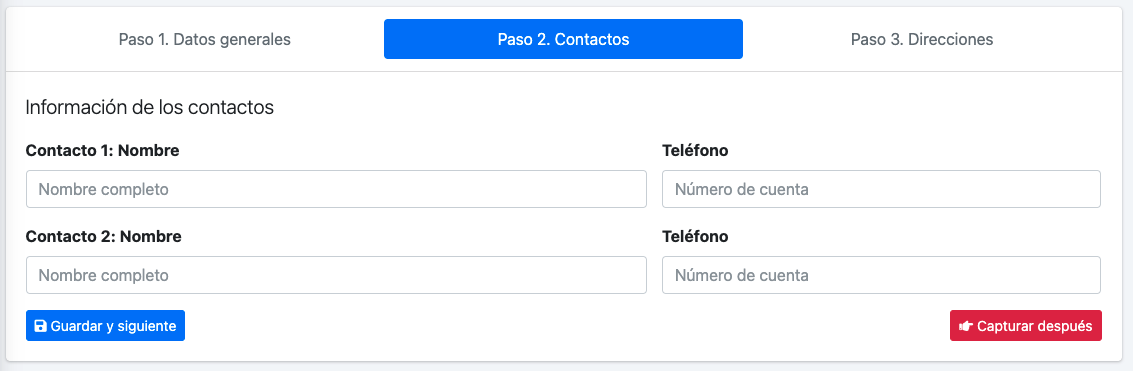 Paso 1. Datos generales
Paso 2. Contactos
Paso 3. Direcciones
Información de los contactos
Contacto 1: Nombre
Teléfono
Nombre completo
Número de cuenta
Contacto 2: Nombre
Teléfono
Nombre completo
Número de cuenta
Guardar y siguiente
Capturar después